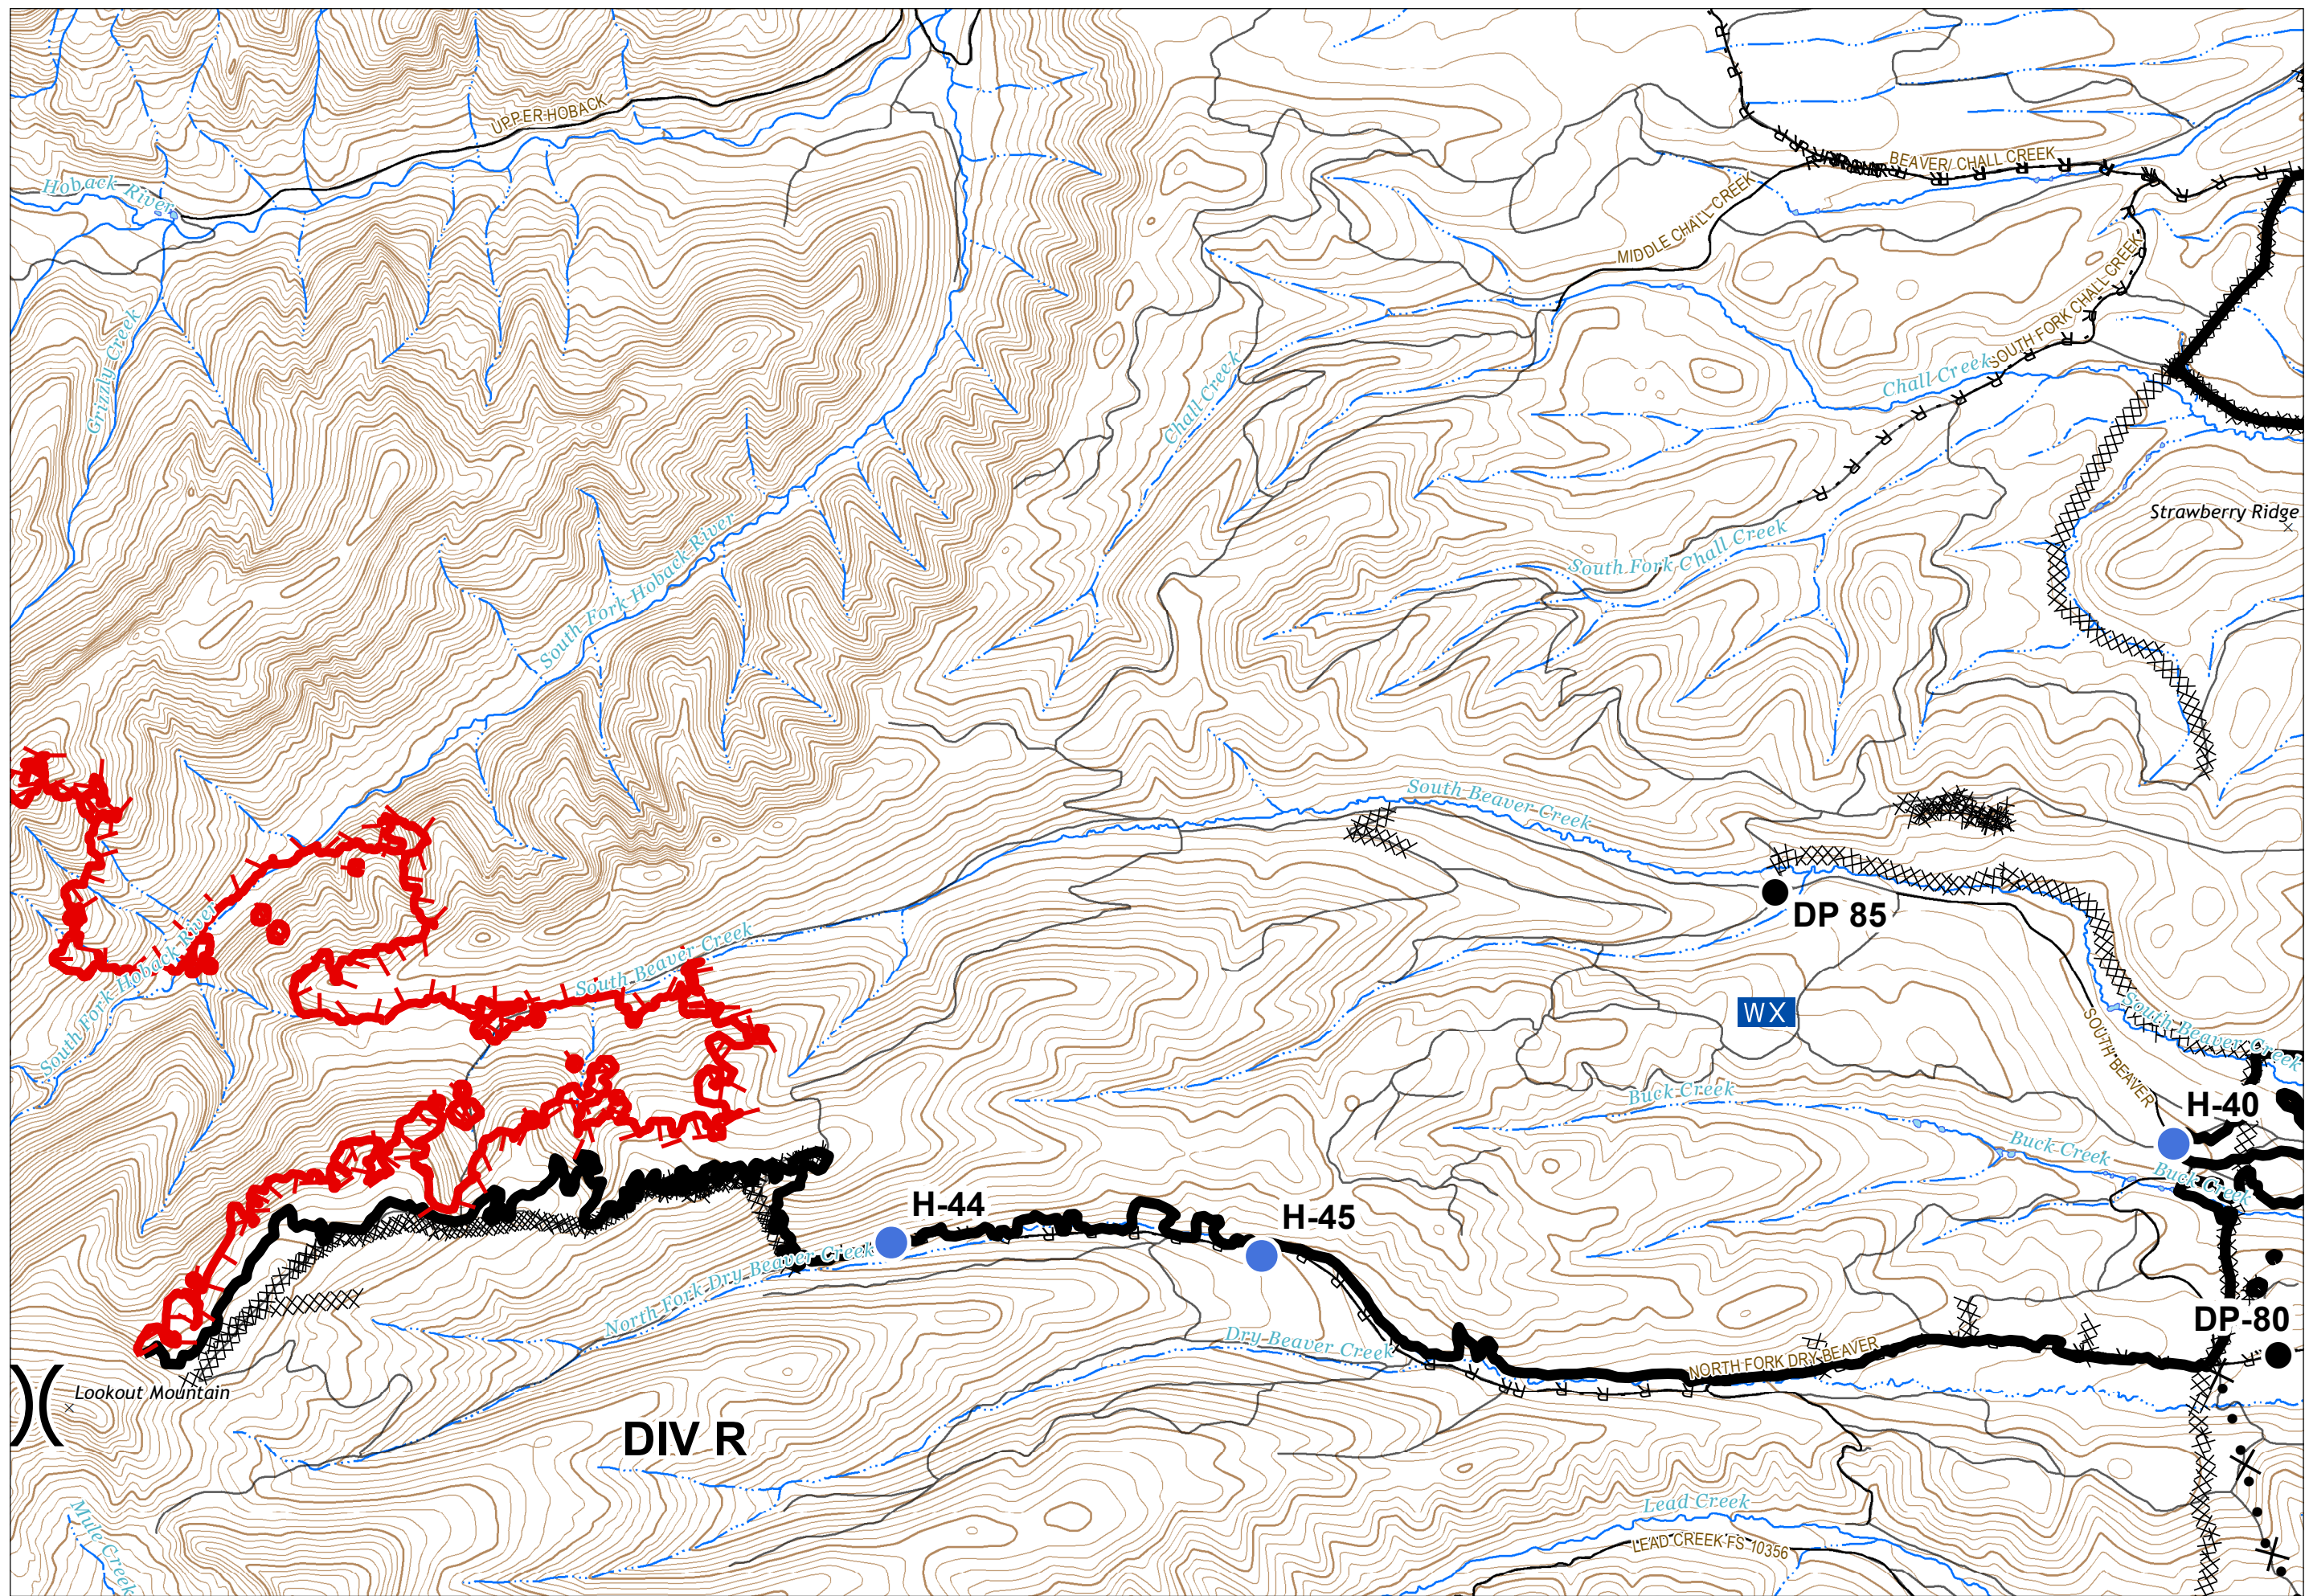 UPPER HOBACK
BEAVER/ CHALL CREEK
Hoback River
MIDDLE CHALL CREEK
SOUTH FORK CHALL CREEK
Grizzly Creek
Chall Creek
Chall Creek
Strawberry Ridge
South Fork Hoback River
South Fork Chall Creek
South Beaver Creek
DP 85
South Fork Hoback River
South Beaver Creek
WX
SOUTH BEAVER
South Beaver Creek
Buck Creek
H-40
Buck Creek
Buck Creek
H-44
H-45
North Fork Dry Beaver Creek
DP-80
Dry Beaver Creek
NORTH FORK DRY BEAVER
Lookout Mountain
DIV R
Mule Creek
Lead Creek
LEAD CREEK FS 10356